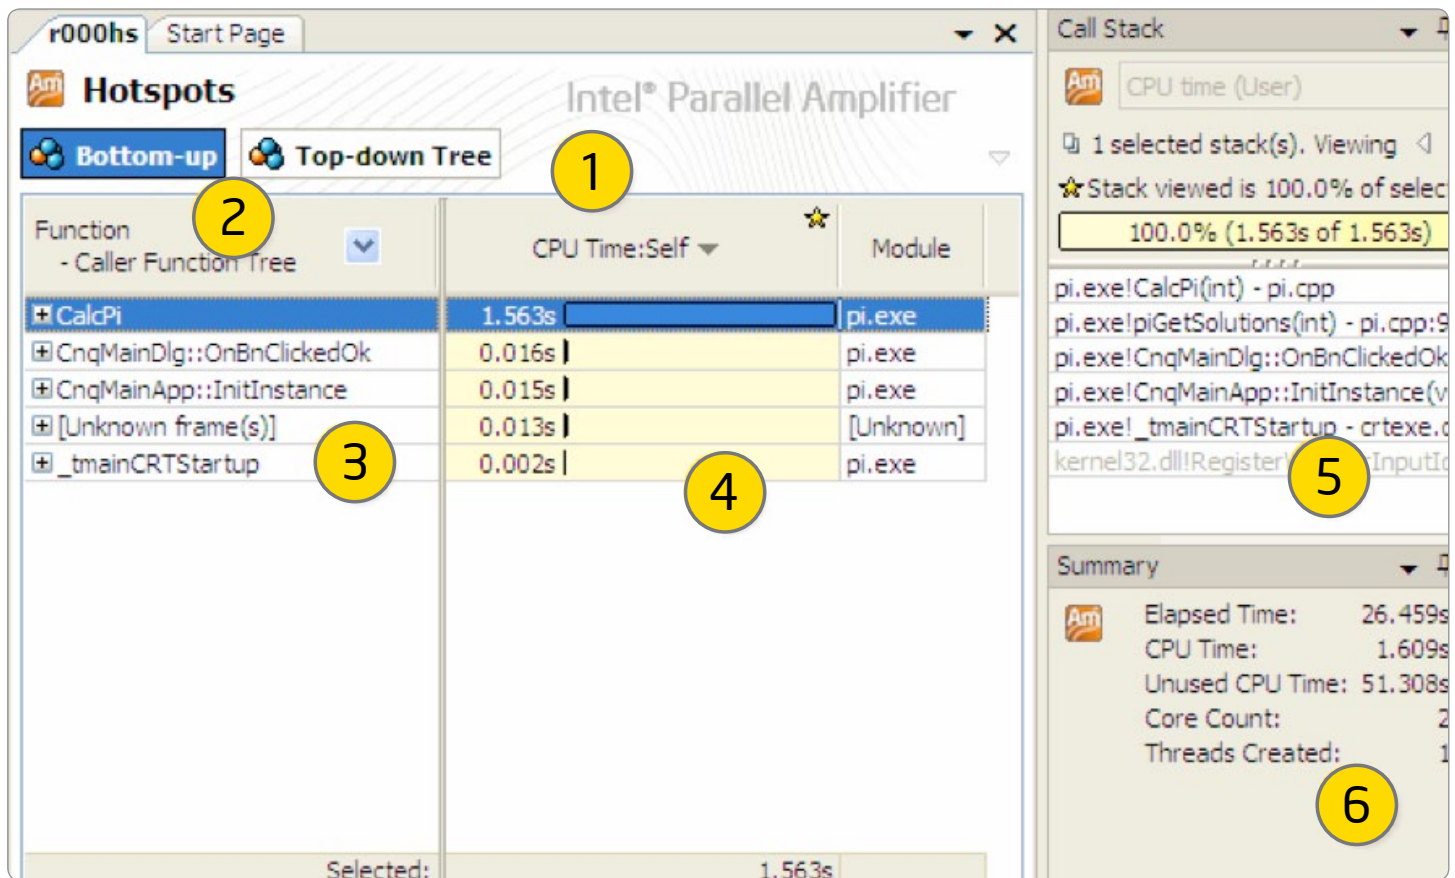 r000hs Start Page
Am Hotspots
Intel® Parallel Amplifier
Bottom-up Top-down Tree
1
2
Function
- Caller Function Tree
CPU Time:Self
Module
CalcPi 1.563s pi.exe
CnqMainDlg::OnBnClickedOk 0.016s pi.exe
CnqMainApp::InitInstance 0.015s pi.exe
[Unknown frame(s)] 0.013s [Unknown]
_tmainCRTStartup 0.002s pi.exe
3
4
Selected: 1.563s
Call Stack
Am CPU time (User)
1 selected stack(s). Viewing
Stack viewed is 100.0% of selec
100.0% (1.563s of 1.563s)
pi.exe!CalcPi(int) - pi.cpp
pi.exe!piGetSolutions(int) - pi.cpp:9
pi.exe!CnqMainDlg::OnBnClickedOk
pi.exe!CnqMainApp::InitInstance(v
pi.exe!_tmainCRTStartup - crtexe.c
5
Summary
Am
Elapsed Time: 26.459s
CPU Time: 1.609s
Unused CPU Time: 51.308s
Core Count: 2
Threads Created: 1
6